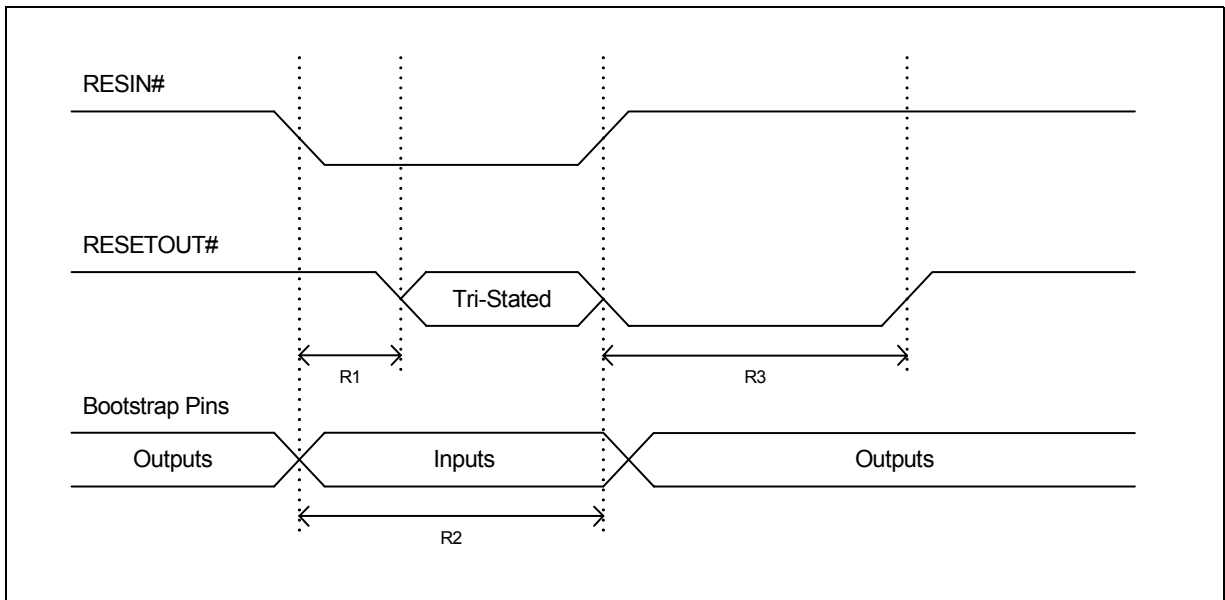 RESIN#
RESETOUT#
Tri-Stated
R1
R3
Bootstrap Pins
Outputs
Inputs
Outputs
R2